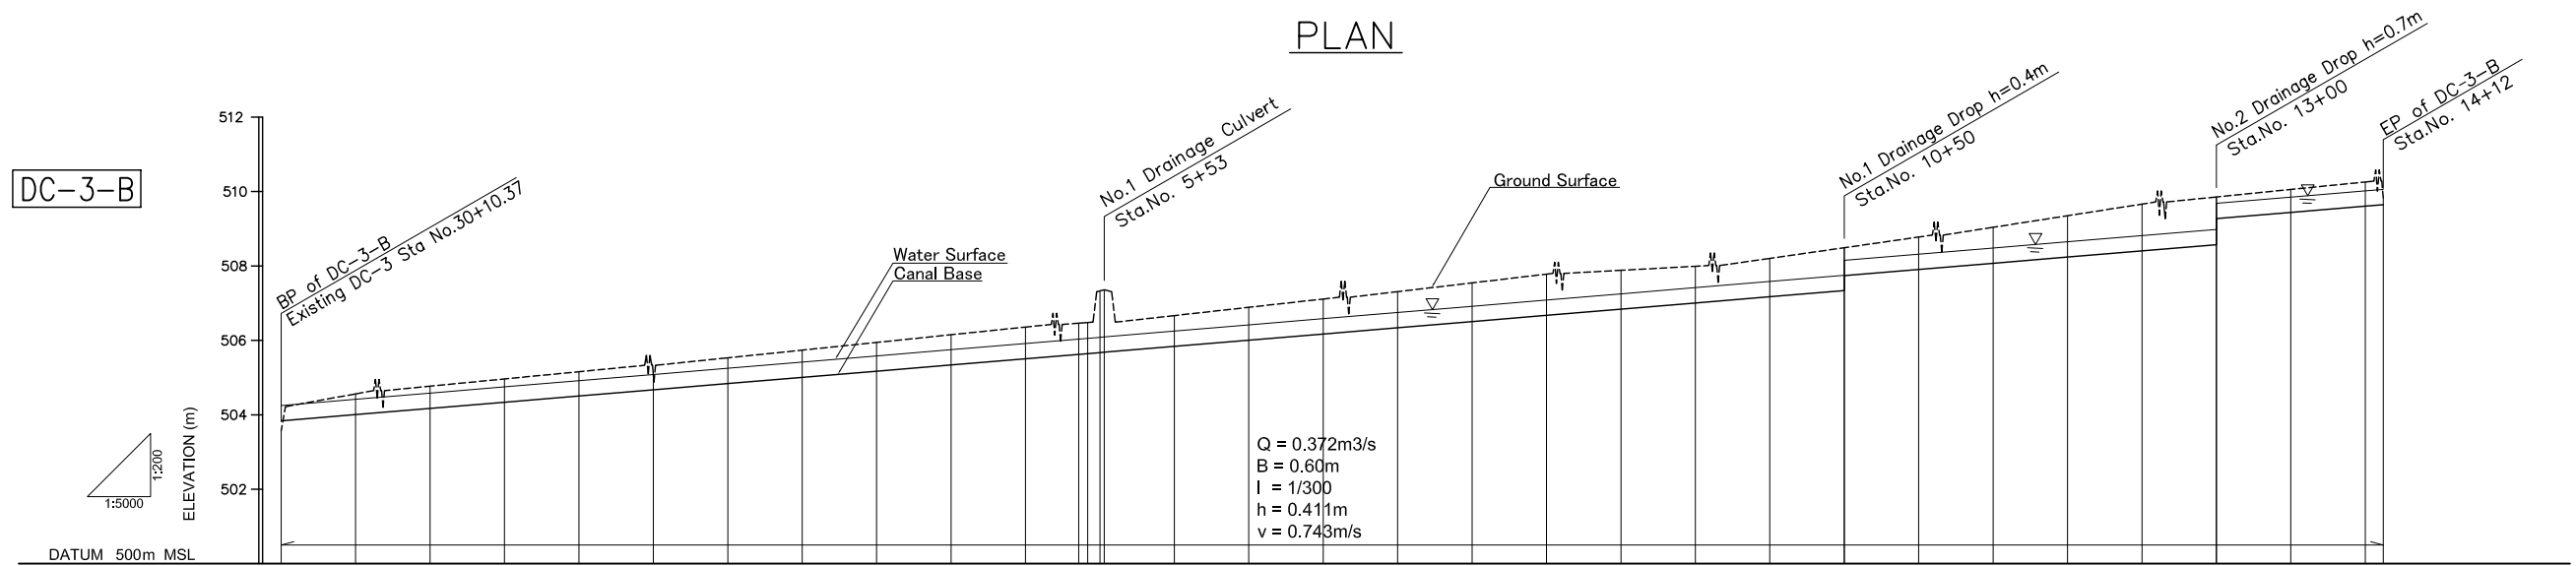 PLAN
DC-3-B
512
510
508
506
504
502
ELEVATION (m)
1:200
1:5000
DATUM 500m MSL
BP of DC-3-B
Existing DC-3 Sta No.30+10.37
Water Surface
Canal Base
No.1 Drainage Culvert
Sta.No. 5+53
Ground Surface
Q = 0.372m3/s
B = 0.60m
I = 1/300
h = 0.411m
v = 0.743m/s
No.1 Drainage Drop h=0.4m
Sta.No. 10+50
No.2 Drainage Drop h=0.7m
Sta.No. 13+00
EP of DC-3-B
Sta.No. 14+12